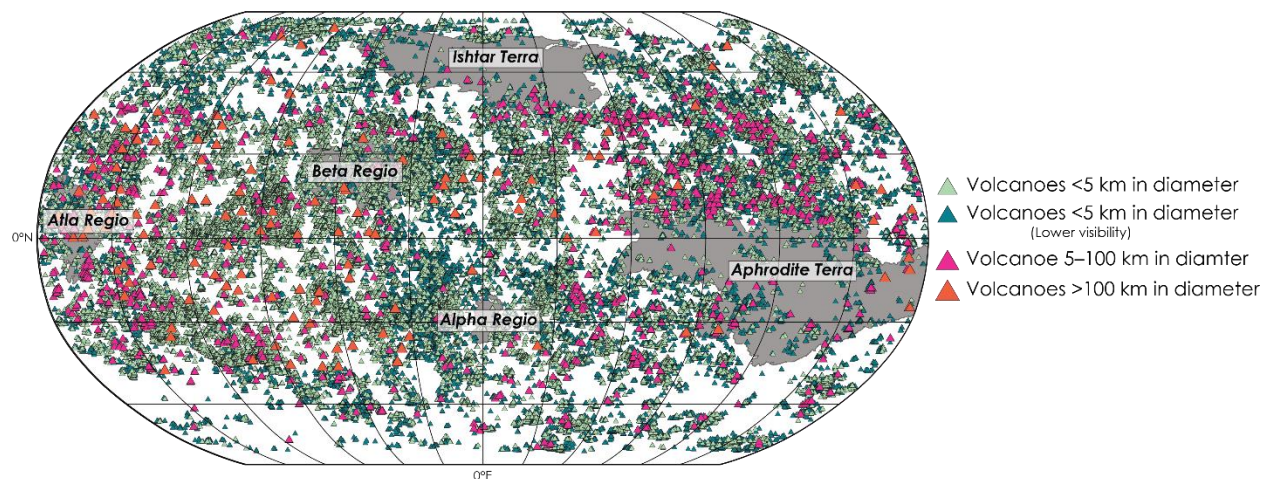 Ishtar Terra
Beta Regio
Atla Regio
0°N
Aphrodite Terra
Alpha Regio
0°E
Volcanoes <5 km in diameter
Volcanoes <5 km in diameter
(Lower visibility)
Volcanoe 5–100 km in diamter
Volcanoes >100 km in diameter